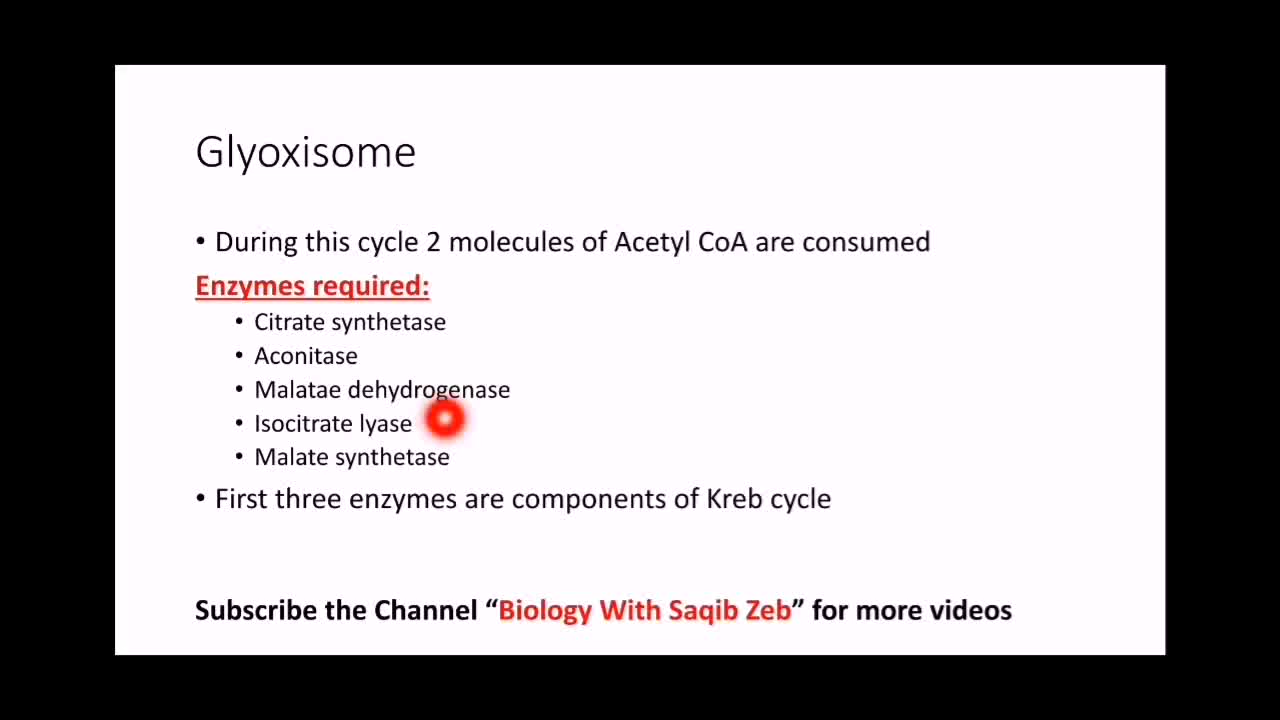 Glyoxisome
• During this cycle 2 molecules of Acetyl CoA are consumed
Enzymes required:
• Citrate synthetase
• Aconitase
• Malatae dehydrogenase
• Isocitrate lyase
• Malate synthetase
• First three enzymes are components of Kreb cycle
Subscribe the Channel “Biology With Saqib Zeb” for more videos